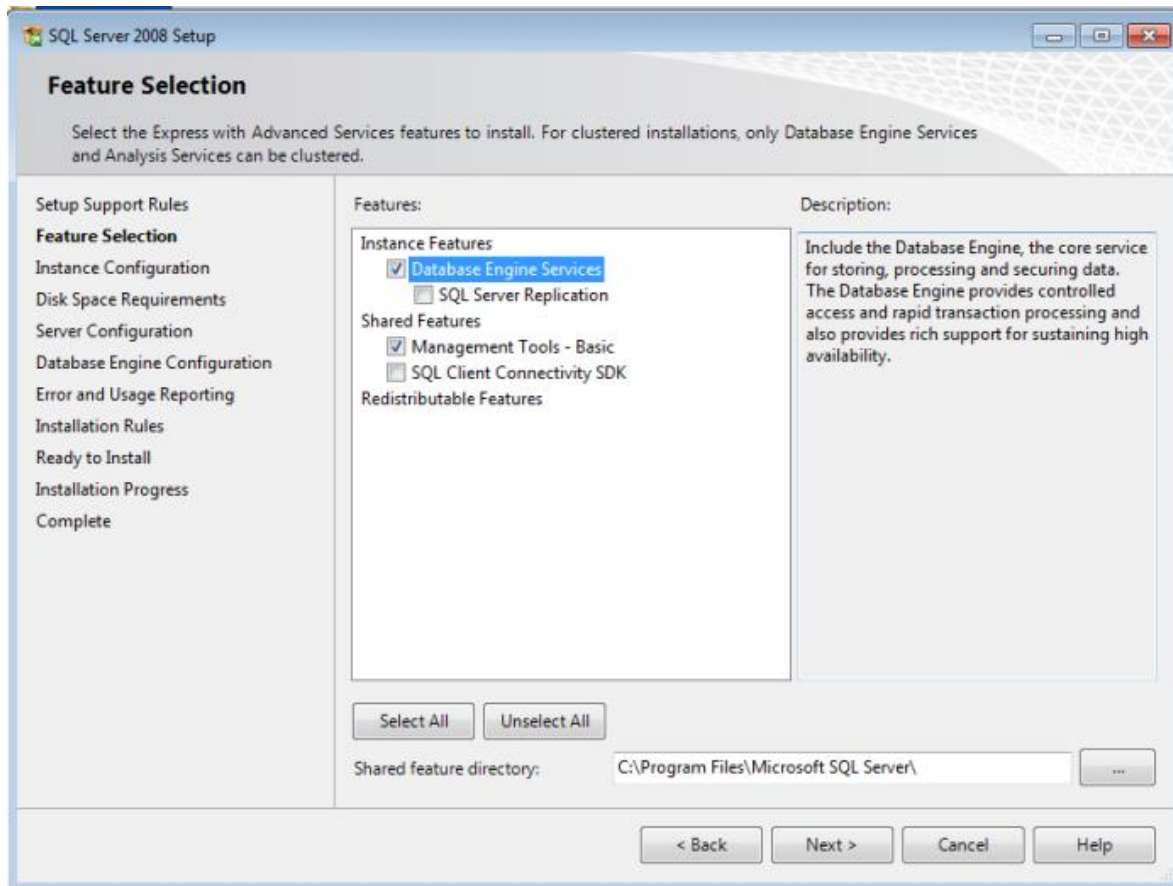 SQL Server 2008 Setup
Feature Selection
Select the Express with Advanced Services features to install. For clustered installations, only Database Engine Services
and Analysis Services can be clustered.
Setup Support Rules
Feature Selection
Instance Configuration
Disk Space Requirements
Server Configuration
Database Engine Configuration
Error and Usage Reporting
Installation Rules
Ready to Install
Installation Progress
Complete
Features:
Instance Features
Database Engine Services
SQL Server Replication
Shared Features
Management Tools - Basic
SQL Client Connectivity SDK
Redistributable Features
Description:
Include the Database Engine, the core service
for storing, processing and securing data.
The Database Engine provides controlled
access and rapid transaction processing and
also provides rich support for sustaining high
availability.
Select All
Unselect All
Shared feature directory:
C:\Program Files\Microsoft SQL Server\
...
< Back
Next >
Cancel
Help